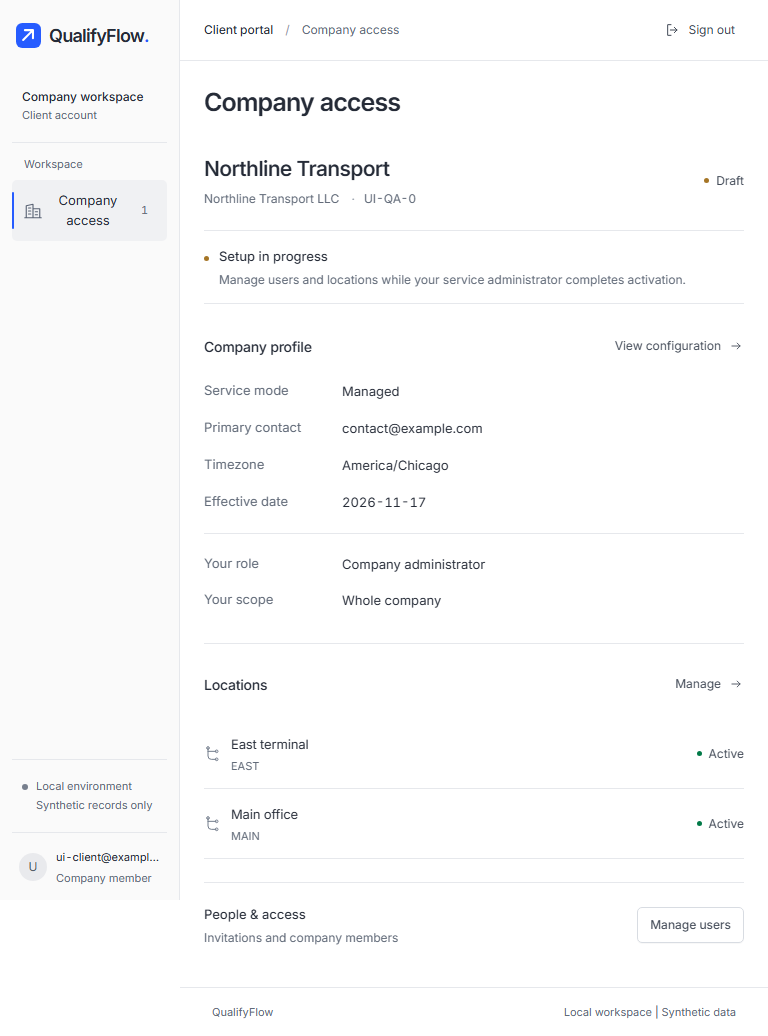 QualifyFlow.
Company workspace
Client account
Workspace
Company
access
1
Local environment
Synthetic records only
U
ui-client@exampl...
Company member
Client portal / Company access
Sign out
Company access
Northline Transport
Northline Transport LLC · UI-QA-0
Draft
Setup in progress
Manage users and locations while your service administrator completes activation.
Company profile
View configuration →
Service mode Managed
Primary contact contact@example.com
Timezone America/Chicago
Effective date 2026-11-17
Your role Company administrator
Your scope Whole company
Locations
Manage →
East terminal
EAST
Active
Main office
MAIN
Active
People & access
Invitations and company members
Manage users
QualifyFlow
Local workspace | Synthetic data